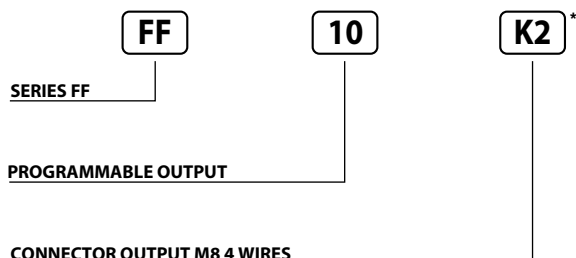 FF 10 K2*
SERIES FF
PROGRAMMABLE OUTPUT
CONNECTOR OUTPUT M8 4 WIRES